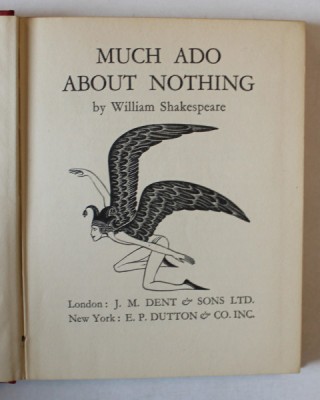 MUCH ADO
ABOUT NOTHING
by William Shakespeare
London: J. M. DENT & SONS LTD.
New York: E. P. DUTTON & CO. INC.